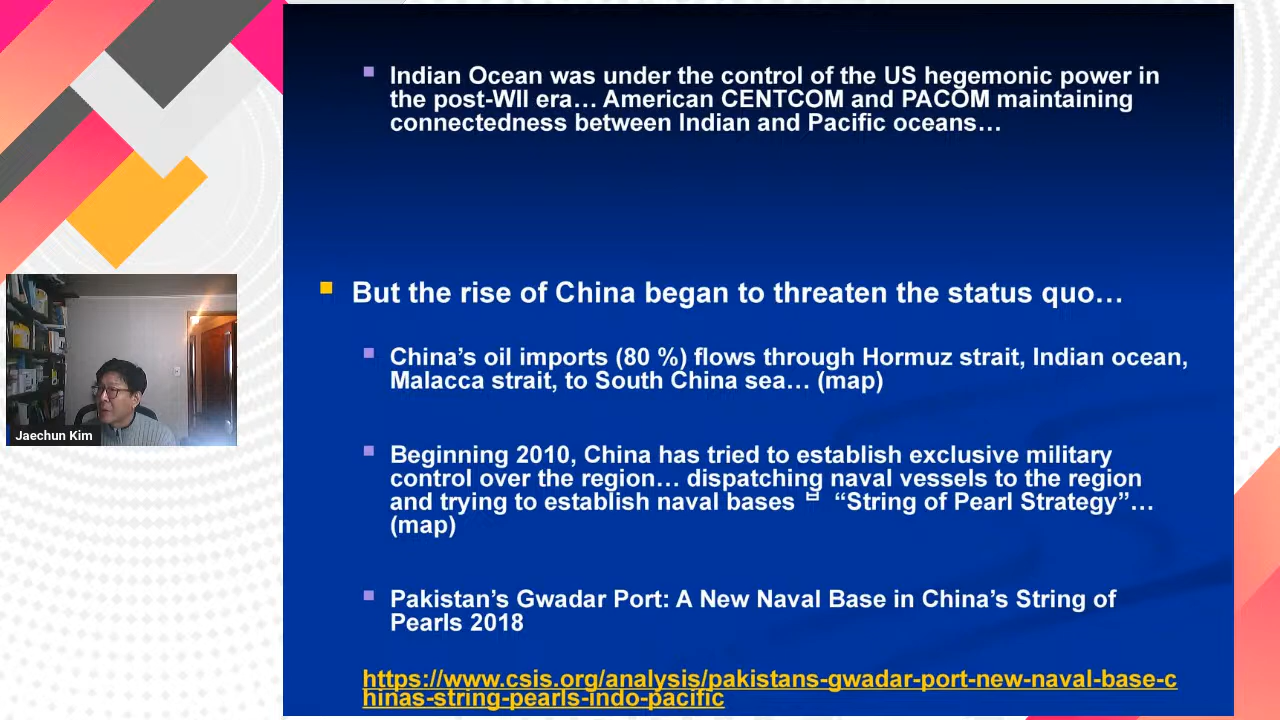 Indian Ocean was under the control of the US hegemonic power in
the post-WII era… American CENTCOM and PACOM maintaining
connectedness between Indian and Pacific oceans…
But the rise of China began to threaten the status quo…
China’s oil imports (80 %) flows through Hormuz strait, Indian ocean,
Malacca strait, to South China sea… (map)
Beginning 2010, China has tried to establish exclusive military
control over the region… dispatching naval vessels to the region
and trying to establish naval bases ㅁ “String of Pearl Strategy”…
(map)
Pakistan’s Gwadar Port: A New Naval Base in China’s String of
Pearls 2018
https://www.csis.org/analysis/pakistans-gwadar-port-new-naval-base-c
hinas-string-pearls-indo-pacific
Jaechun Kim